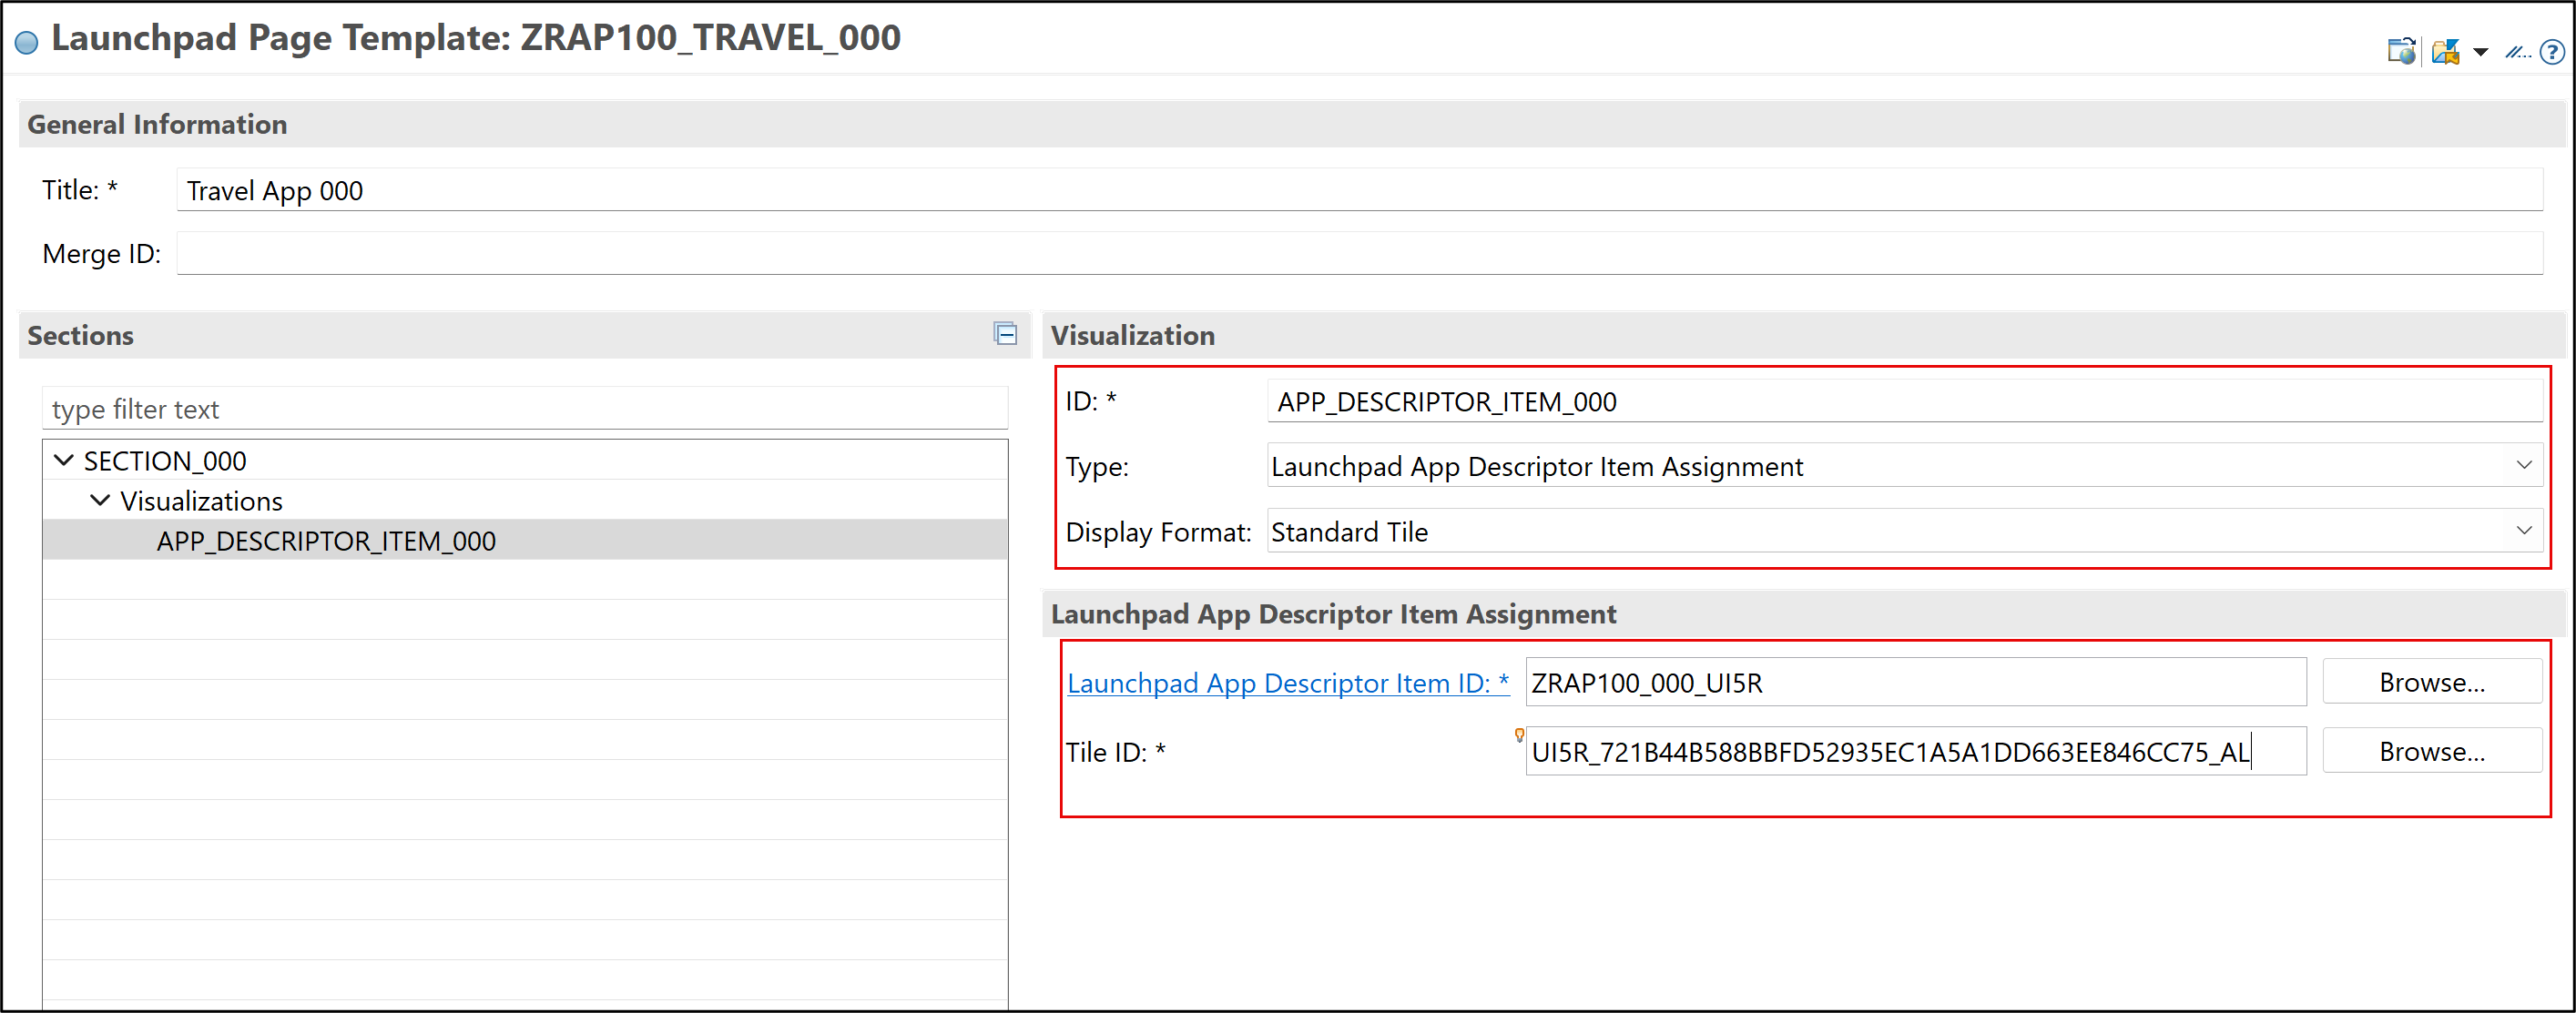 Launchpad Page Template: ZRAP100_TRAVEL_000
General Information
Title: * Travel App 000
Merge ID:
Sections
type filter text
SECTION_000
Visualizations
APP_DESCRIPTOR_ITEM_000
Visualization
ID: * APP_DESCRIPTOR_ITEM_000
Type: Launchpad App Descriptor Item Assignment
Display Format: Standard Tile
Launchpad App Descriptor Item Assignment
Launchpad App Descriptor Item ID: * ZRAP100_000_UI5R Browse...
Tile ID: * UI5R_721B44B588BBFD52935EC1A5A1DD663EE846CC75_AL Browse...